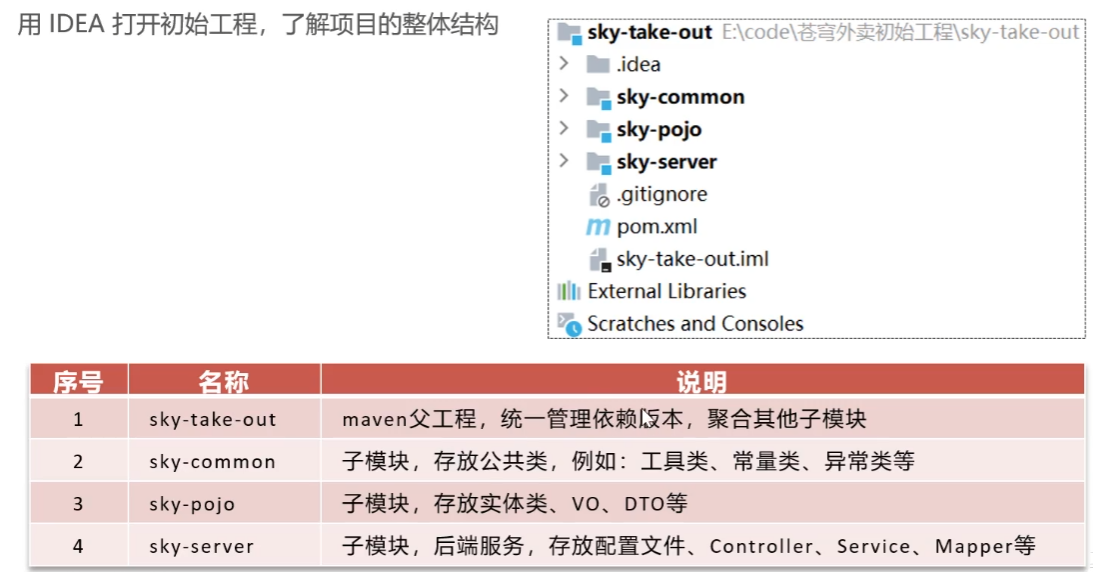 用 IDEA 打开初始工程，了解项目的整体结构
sky-take-out E:\code\苍穹外卖初始工程\sky-take-out
.idea
sky-common
sky-pojo
sky-server
.gitignore
pom.xml
sky-take-out.iml
External Libraries
Scratches and Consoles
序号 名称 说明
1 sky-take-out maven父工程，统一管理依赖版本，聚合其他子模块
2 sky-common 子模块，存放公共类，例如：工具类、常量类、异常类等
3 sky-pojo 子模块，存放实体类、VO、DTO等
4 sky-server 子模块，后端服务，存放配置文件、Controller、Service、Mapper等